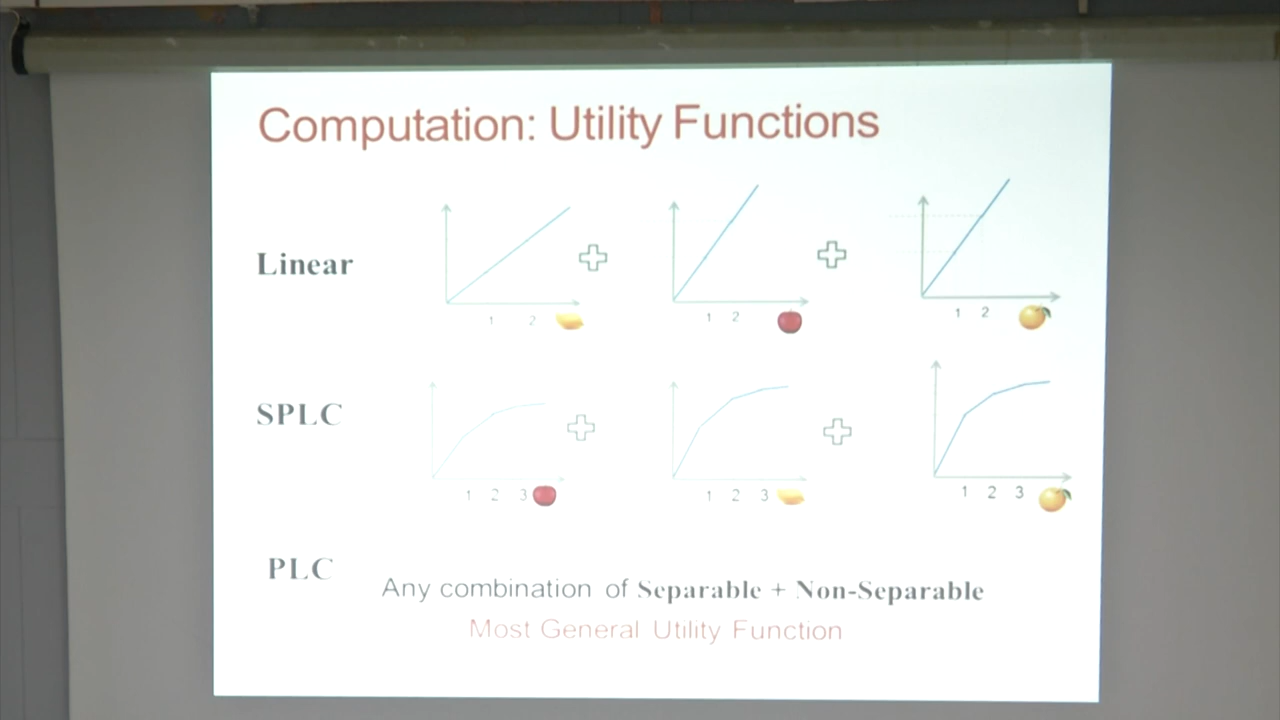 Computation: Utility Functions
Linear
1 2
1 2
1 2
SPLC
1 2 3
1 2 3
1 2 3
PLC
Any combination of Separable + Non-Separable
Most General Utility Function